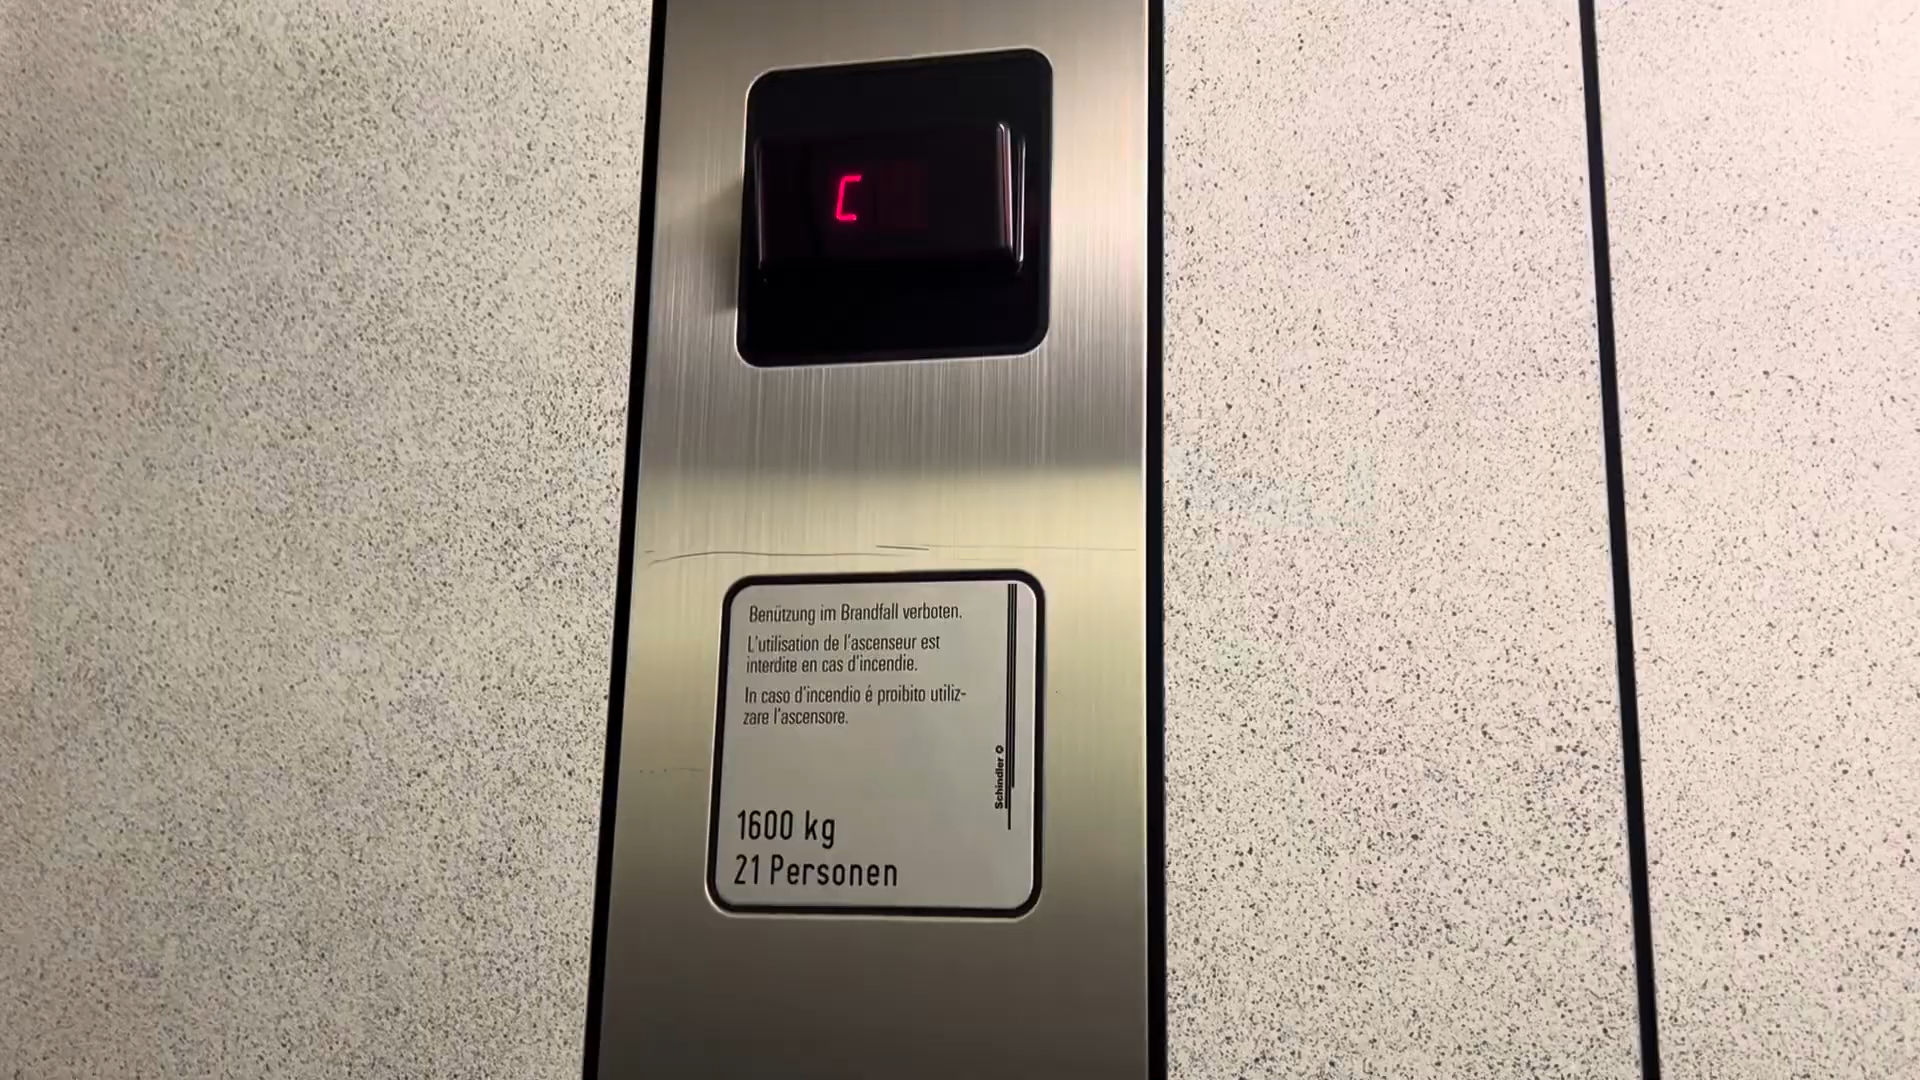 C
Benützung im Brandfall verboten.
L'utilisation de l'ascenseur est
interdite en cas d'incendie.
In caso d'incendio é proibito utiliz-
zare l'ascensore.
Schindler
1600 kg
21 Personen